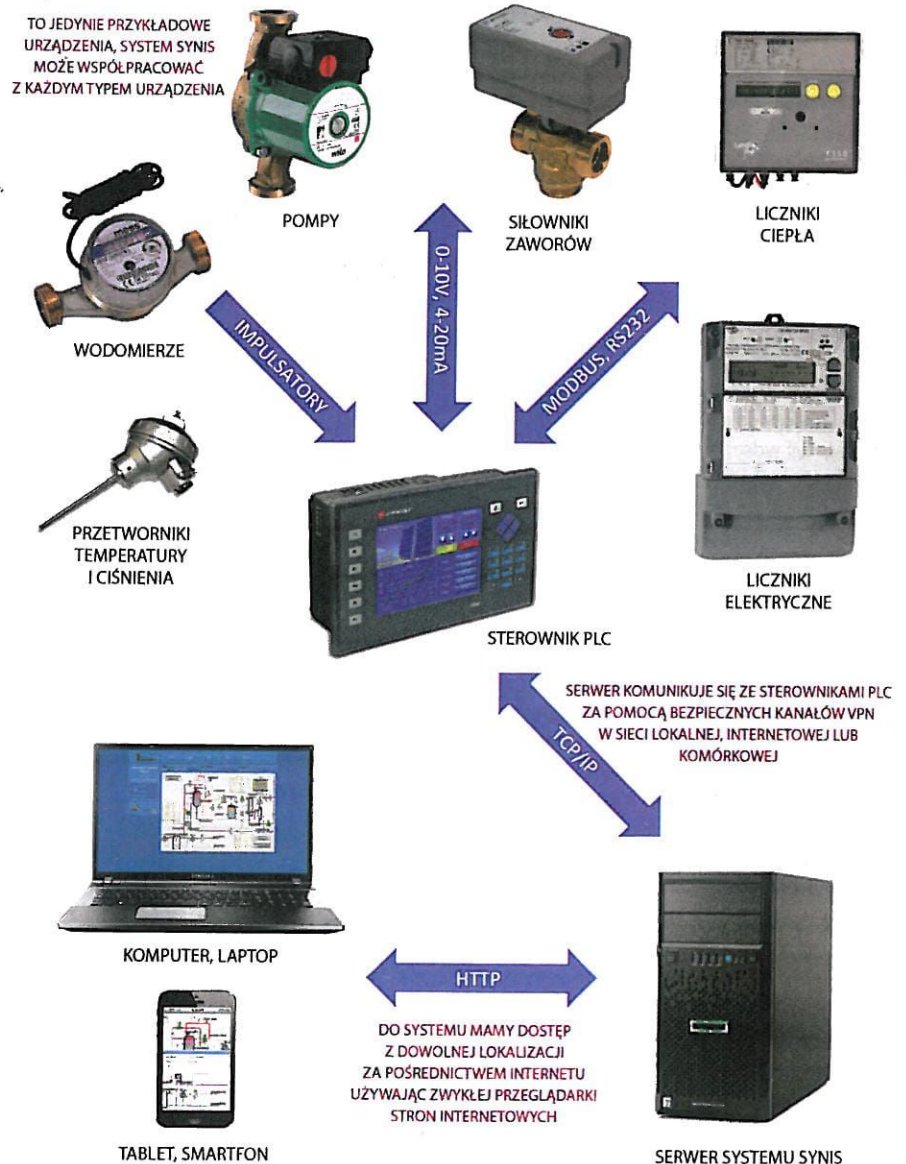 TO JEDYNIE PRZYKŁADOWE
URZĄDZENIA, SYSTEM SYNIS
MOŻE WSPÓŁPRACOWAĆ
Z KAŻDYM TYPEM URZĄDZENIA
wilo
POMPY
SIŁOWNIKI
ZAWORÓW
LICZNIKI
CIEPŁA
WODOMIERZE
IMPULSATORY
0-10V, 4-20mA
MODBUS, RS232
PRZETWORNIKI
TEMPERATURY
I CIŚNIENIA
LICZNIKI
ELEKTRYCZNE
STEROWNIK PLC
SERWER KOMUNIKUJE SIĘ ZE STEROWNIKAMI PLC
ZA POMOCĄ BEZPIECZNYCH KANAŁÓW VPN
W SIECI LOKALNEJ, INTERNETOWEJ LUB
KOMÓRKOWEJ
TCP/IP
KOMPUTER, LAPTOP
HTTP
DO SYSTEMU MAMY DOSTĘP
Z DOWOLNEJ LOKALIZACJI
ZA POŚREDNICTWEM INTERNETU
UŻYWAJĄC ZWYKŁEJ PRZEGLĄDARKI
STRON INTERNETOWYCH
TABLET, SMARTFON
SERWER SYSTEMU SYNIS